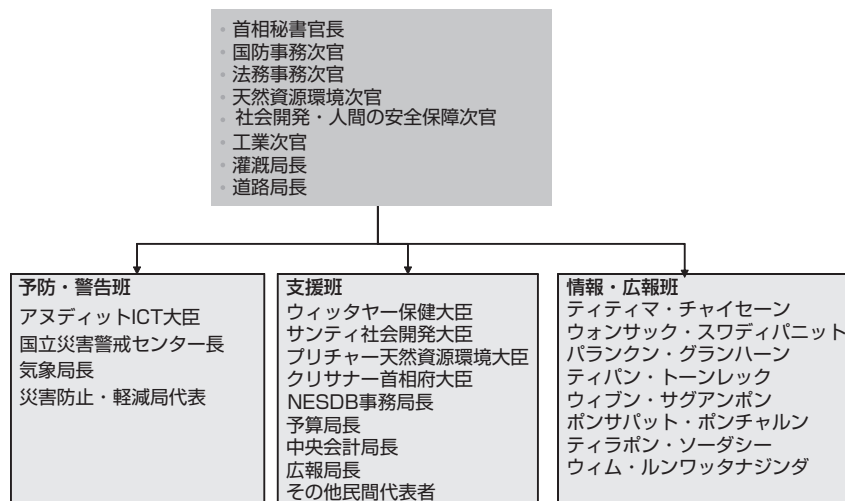 首相秘書官長
国防事務次官
法務事務次官
天然資源環境次官
社会開発・人間の安全保障次官
工業次官
灌漑局長
道路局長
予防・警告班
アヌディットICT大臣
国立災害警戒センター長
気象局長
災害防止・軽減局代表
支援班
ウィッタヤー保健大臣
サンティ社会開発大臣
プリチャー天然資源環境大臣
クリサナー首相府大臣
NESDB事務局長
予算局長
中央会計局長
広報局長
その他民間代表者
情報・広報班
ティティマ・チャイセーン
ウォンサック・スワディパニット
パランクン・グランハーン
ティパン・トーンレック
ウィブン・サグアンポン
ポンサパット・ポンチャルン
ティラポン・ソーダシー
ウィム・ルンワッタナジンダ